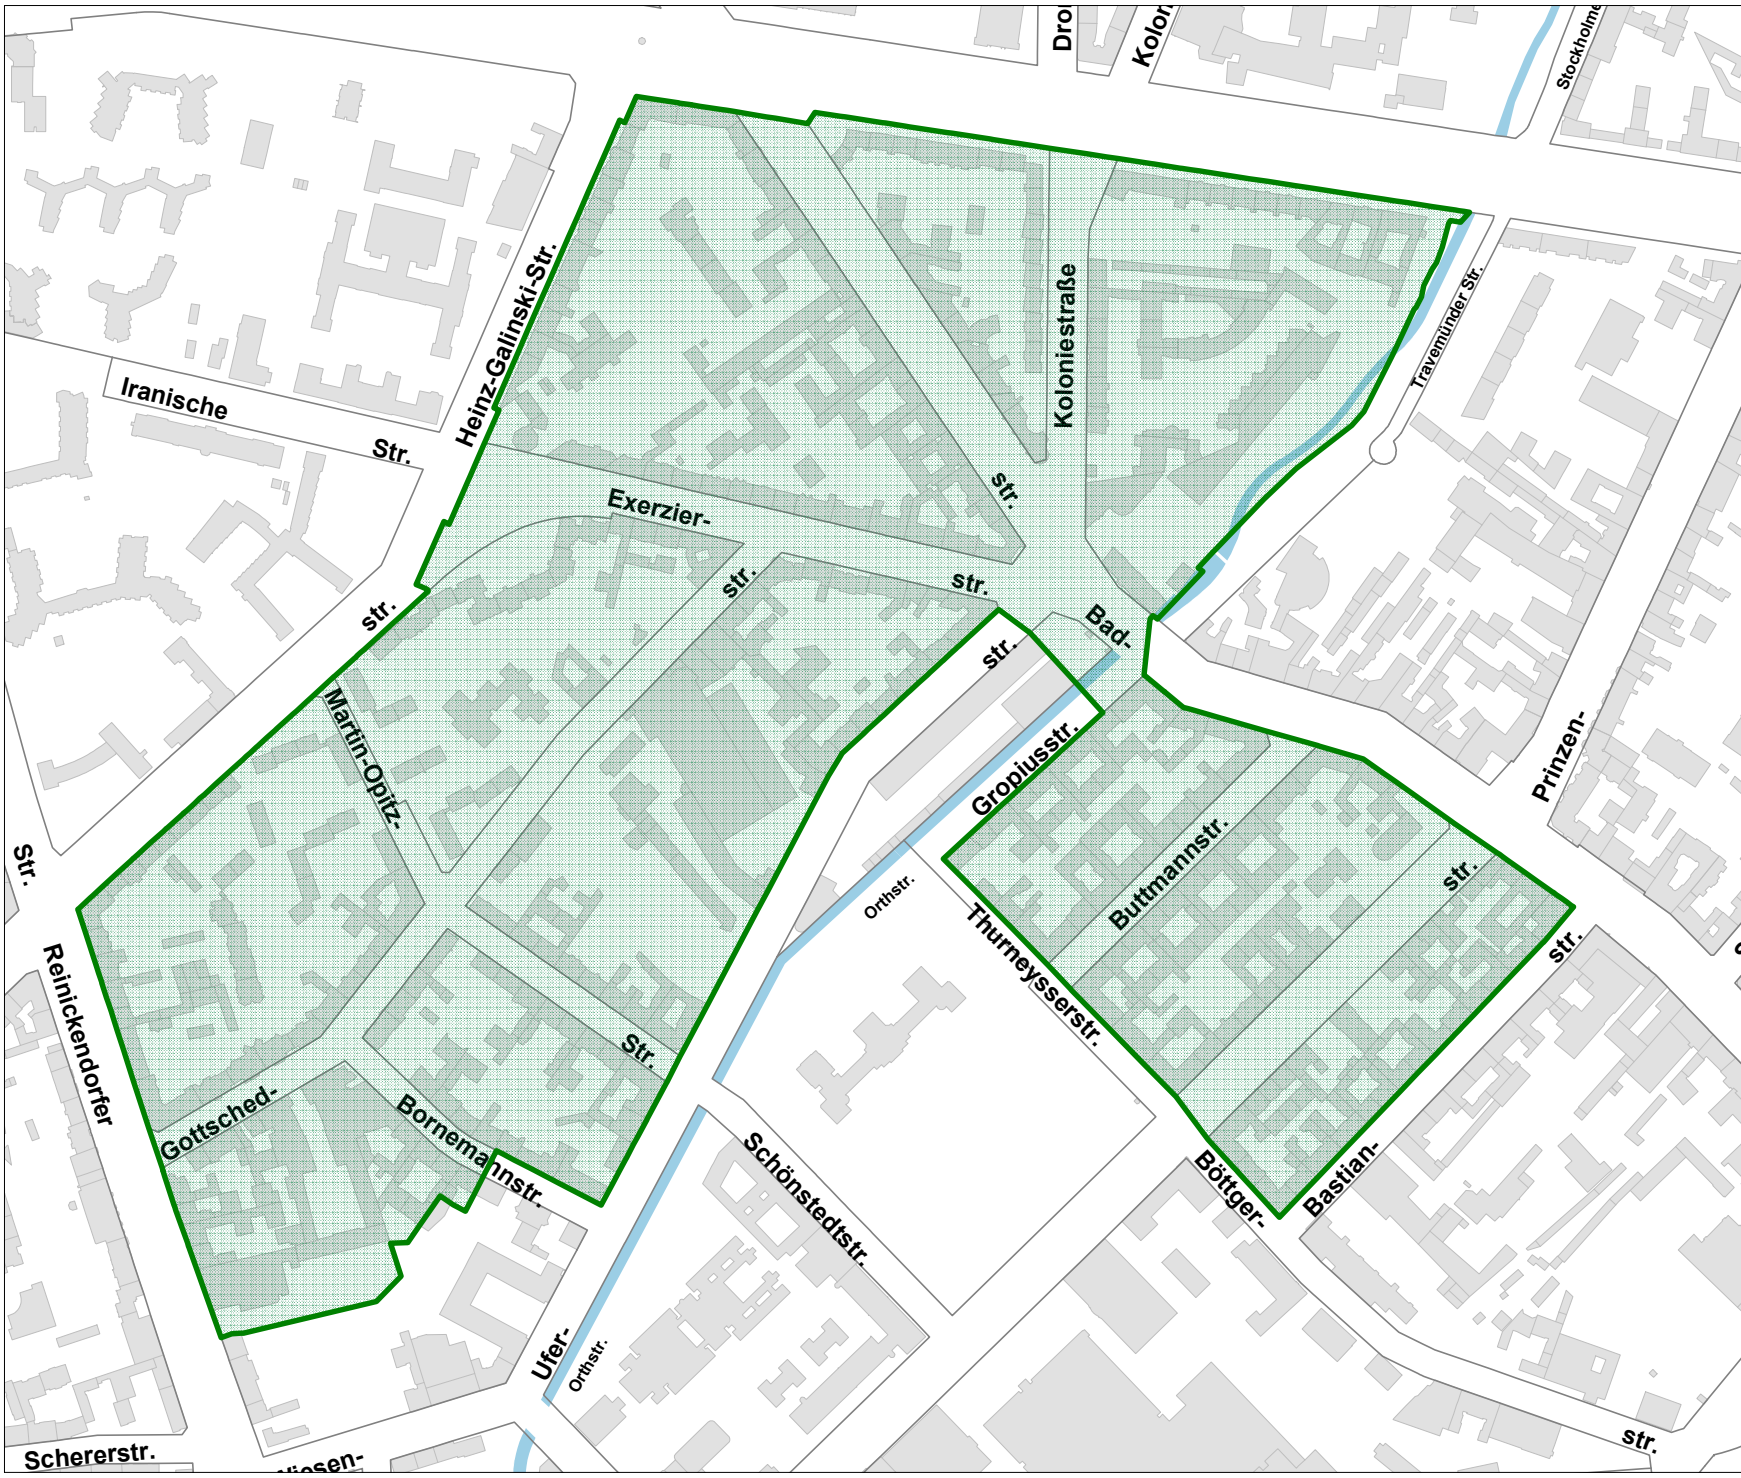 Stockholme
Heinz-Galinski-Str.
Koloniestraße
Travemünder Str.
Iranische
Str.
Exerzier-
str.
str.
str.
str.
str.
Bad-
Martin-Opitz-
Gropiusstr.
Prinzen-
Buttmannstr.
str.
Str.
Orthstr.
Thurneysserstr.
str.
Reinickendorfer
Str.
Gottsched-
Bornemannstr.
Schönstedtstr.
Böttger-
Bastian-
Ufer-
Orthstr.
Schererstr.
str.